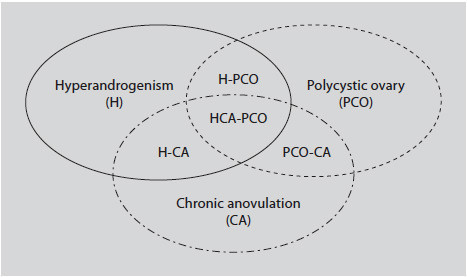 H-PCO
Hyperandrogenism
(H)
Polycystic ovary
(PCO)
HCA-PCO
H-CA
PCO-CA
Chronic anovulation
(CA)